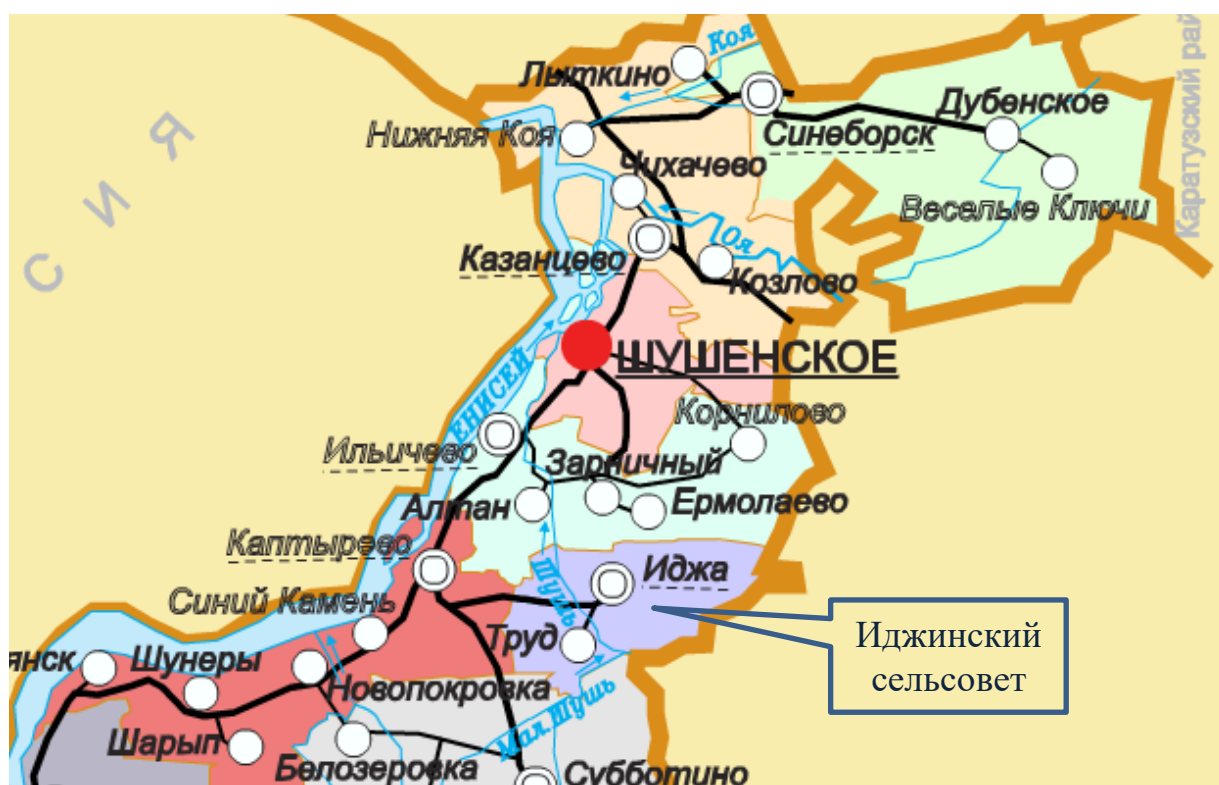 Коя
Лыткино
Дубенское
Нижняя Коя
Синеборск
Чухачево
Веселые Ключи
Каратузский рай
С И Я
Казанцево
Оя
Козлово
ШУШЕНСКОЕ
ЕНИСЕЙ
Корнилово
Ильичево
Зарничный
Алтан
Ермолаево
Каптырево
Шушь
Иджа
Синий Камень
Иджинский
сельсовет
Труд
янск
Шунеры
Новопокровка
Мал. Шушь
Шарып
Белозеровка
Субботино